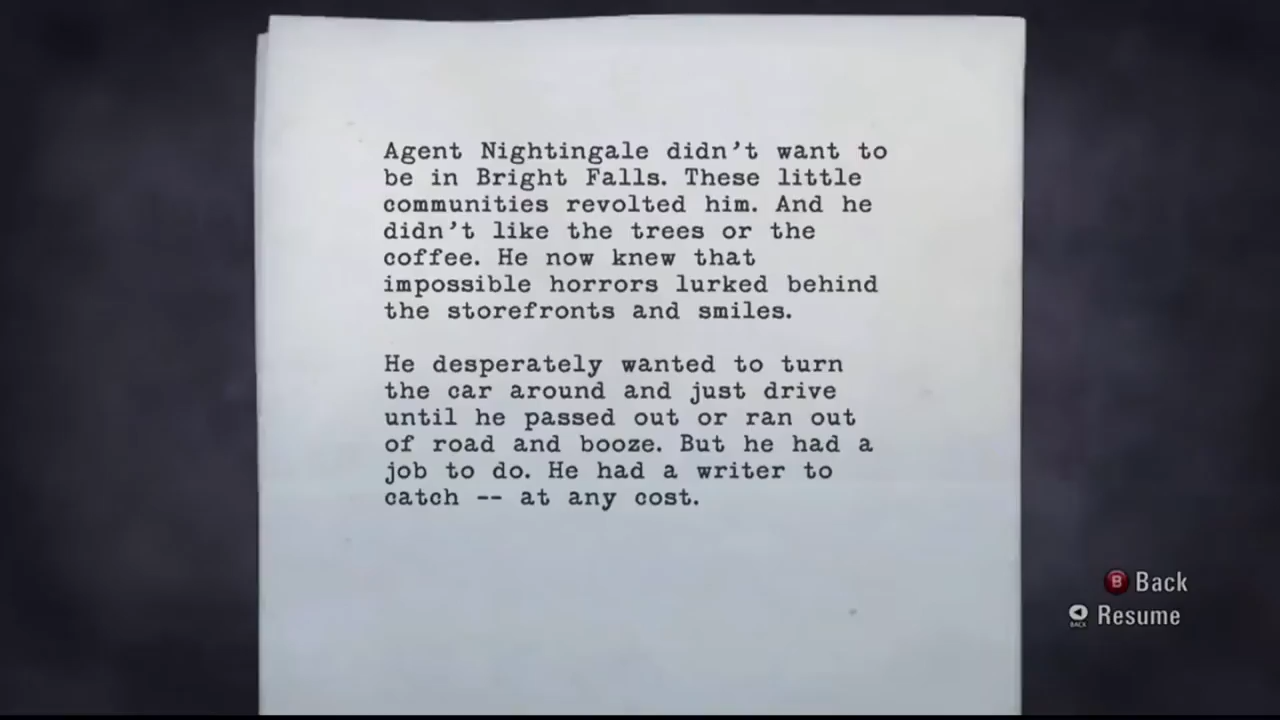 Agent Nightingale didn't want to
be in Bright Falls. These little
communities revolted him. And he
didn't like the trees or the
coffee. He now knew that
impossible horrors lurked behind
the storefronts and smiles.
He desperately wanted to turn
the car around and just drive
until he passed out or ran out
of road and booze. But he had a
job to do. He had a writer to
catch -- at any cost.
B Back
BACK Resume